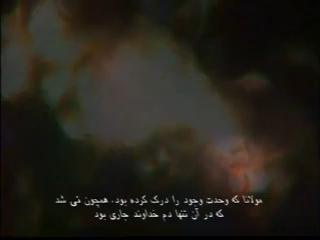 مولانا که وحدت وجود را درک کرده بود، همچون نی شد
که در آن تنها دم خداوند جاری بود